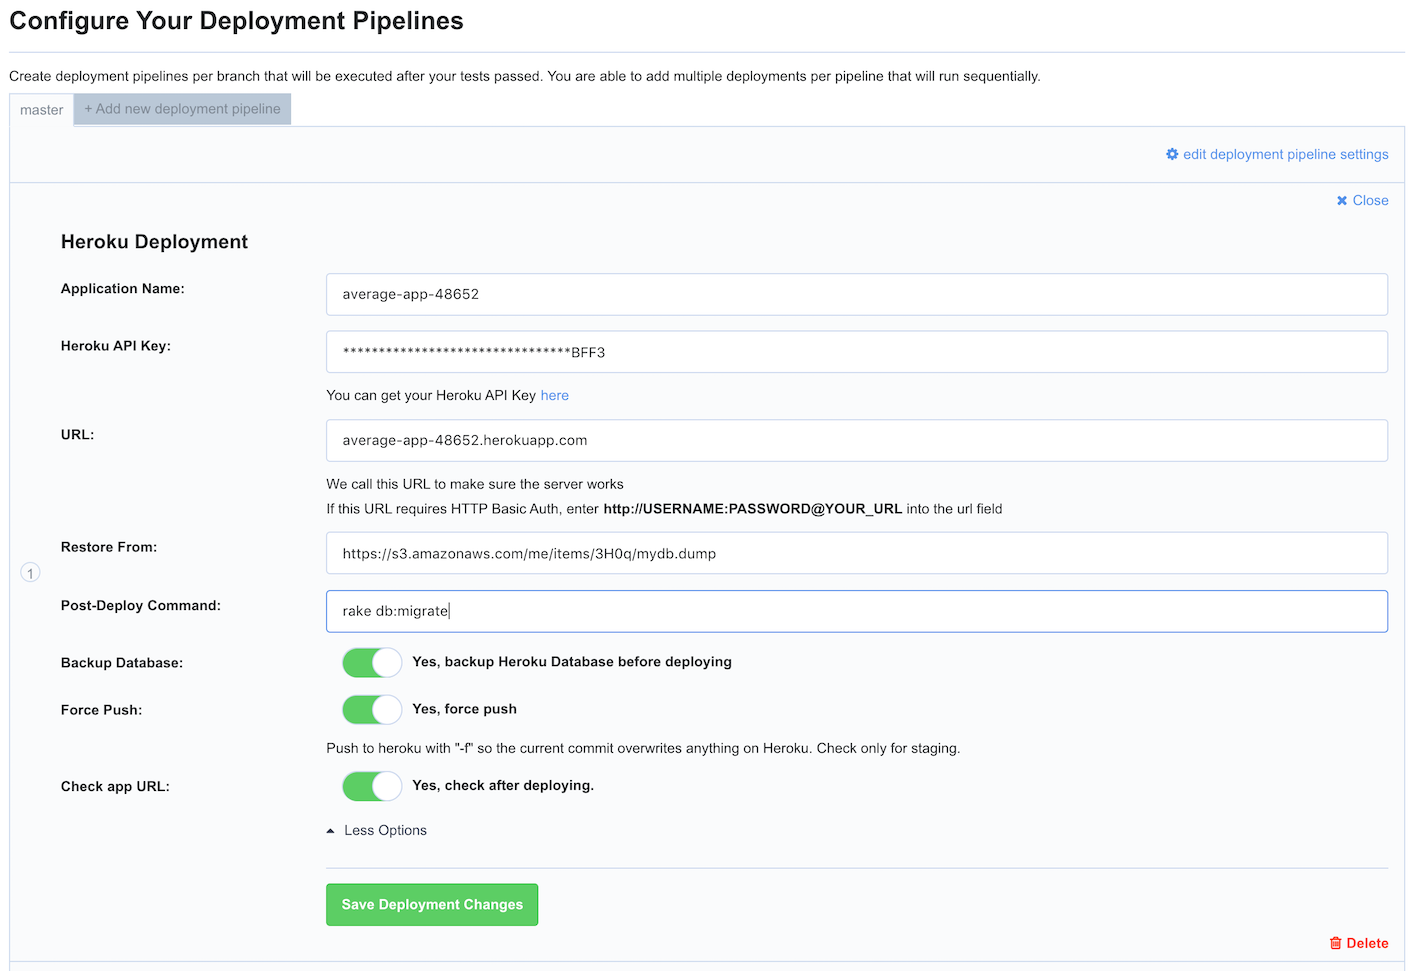 Configure Your Deployment Pipelines
Create deployment pipelines per branch that will be executed after your tests passed. You are able to add multiple deployments per pipeline that will run sequentially.
master
+ Add new deployment pipeline
edit deployment pipeline settings
Close
Heroku Deployment
Application Name:
average-app-48652
Heroku API Key:
********************************BFF3
You can get your Heroku API Key here
URL:
average-app-48652.herokuapp.com
We call this URL to make sure the server works
If this URL requires HTTP Basic Auth, enter http://USERNAME:PASSWORD@YOUR_URL into the url field
Restore From:
https://s3.amazonaws.com/me/items/3H0q/mydb.dump
1
Post-Deploy Command:
rake db:migrate
Backup Database:
Yes, backup Heroku Database before deploying
Force Push:
Yes, force push
Push to heroku with "-f" so the current commit overwrites anything on Heroku. Check only for staging.
Check app URL:
Yes, check after deploying.
Less Options
Save Deployment Changes
Delete